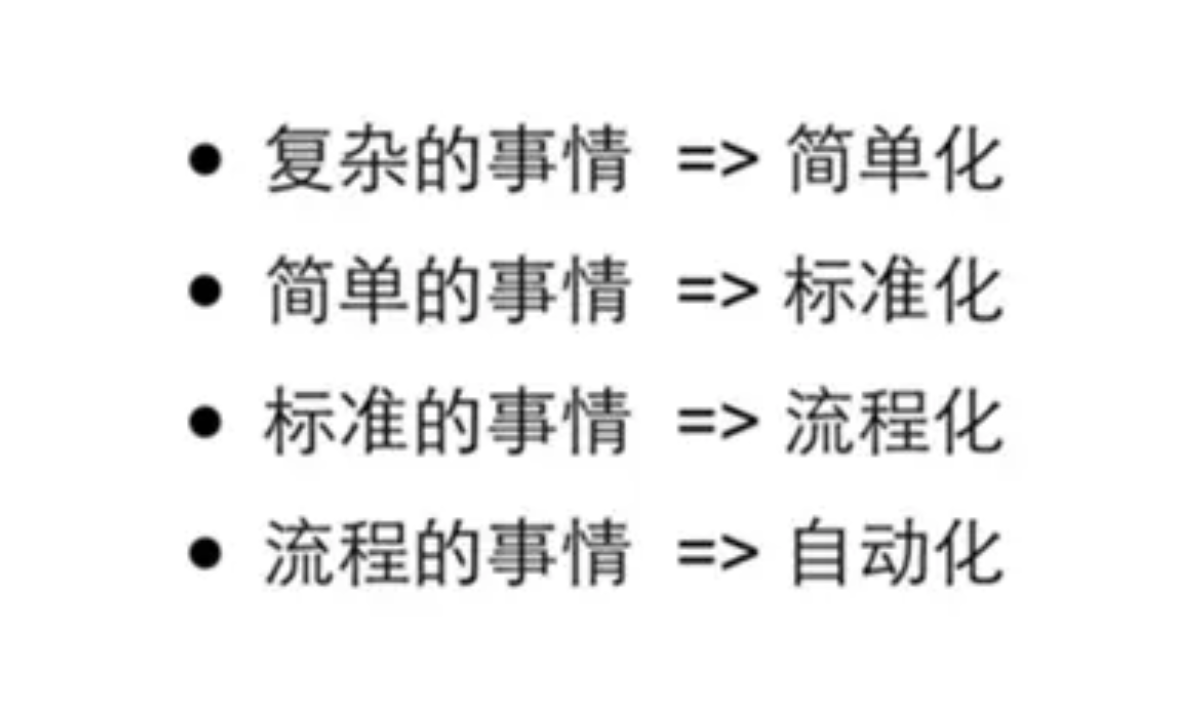 ● 复杂的事情 => 简单化
● 简单的事情 => 标准化
● 标准的事情 => 流程化
● 流程的事情 => 自动化